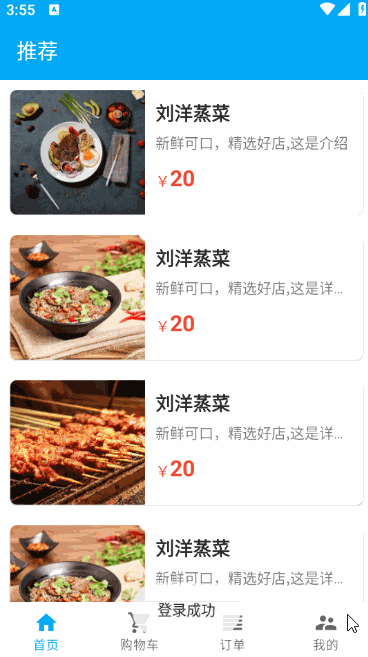 3:55
A
推荐
刘洋蒸菜
新鲜可口，精选好店,这是介绍
￥20
刘洋蒸菜
新鲜可口，精选好店,这是详...
￥20
刘洋蒸菜
新鲜可口，精选好店,这是详...
￥20
刘洋蒸菜
新鲜可口，精选好店,这是详...
登录成功
首页
购物车
订单
我的